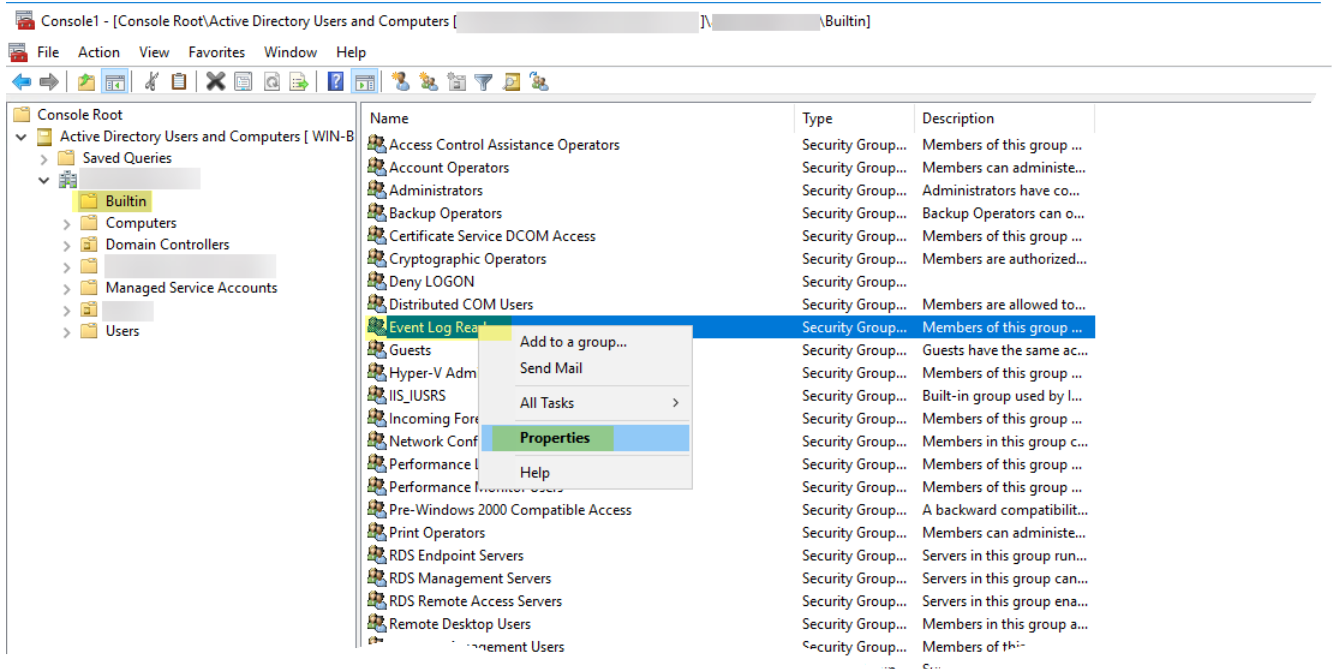 Console1 - [Console Root\Active Directory Users and Computers [ ]\ \Builtin]
File Action View Favorites Window Help
Console Root
Active Directory Users and Computers [ WIN-B
Saved Queries
Builtin
Computers
Domain Controllers
Managed Service Accounts
Users
Name Type Description
Access Control Assistance Operators Security Group... Members of this group ...
Account Operators Security Group... Members can administe...
Administrators Security Group... Administrators have co...
Backup Operators Security Group... Backup Operators can o...
Certificate Service DCOM Access Security Group... Members of this group ...
Cryptographic Operators Security Group... Members are authorized...
Deny LOGON Security Group...
Distributed COM Users Security Group... Members are allowed to...
Event Log Read Security Group... Members of this group ...
Guests Security Group... Guests have the same ac...
Hyper-V Adm Security Group... Members of this group ...
IIS_IUSRS Security Group... Built-in group used by I...
Incoming Fore Security Group... Members of this group ...
Network Conf Security Group... Members in this group c...
Performance L Security Group... Members of this group ...
Performance Monitor Users Security Group... Members of this group ...
Pre-Windows 2000 Compatible Access Security Group... A backward compatibilit...
Print Operators Security Group... Members can administe...
RDS Endpoint Servers Security Group... Servers in this group run...
RDS Management Servers Security Group... Servers in this group can...
RDS Remote Access Servers Security Group... Servers in this group ena...
Remote Desktop Users Security Group... Members in this group a...
Users Security Group... Members of
Add to a group...
Send Mail
All Tasks
Properties
Help